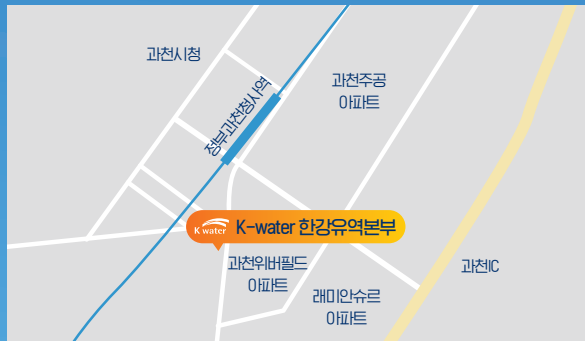 과천시청
정부과천청사역
과천주공
아파트
K water
K-water 한강유역본부
과천위버필드
아파트
래미안슈르
아파트
과천IC